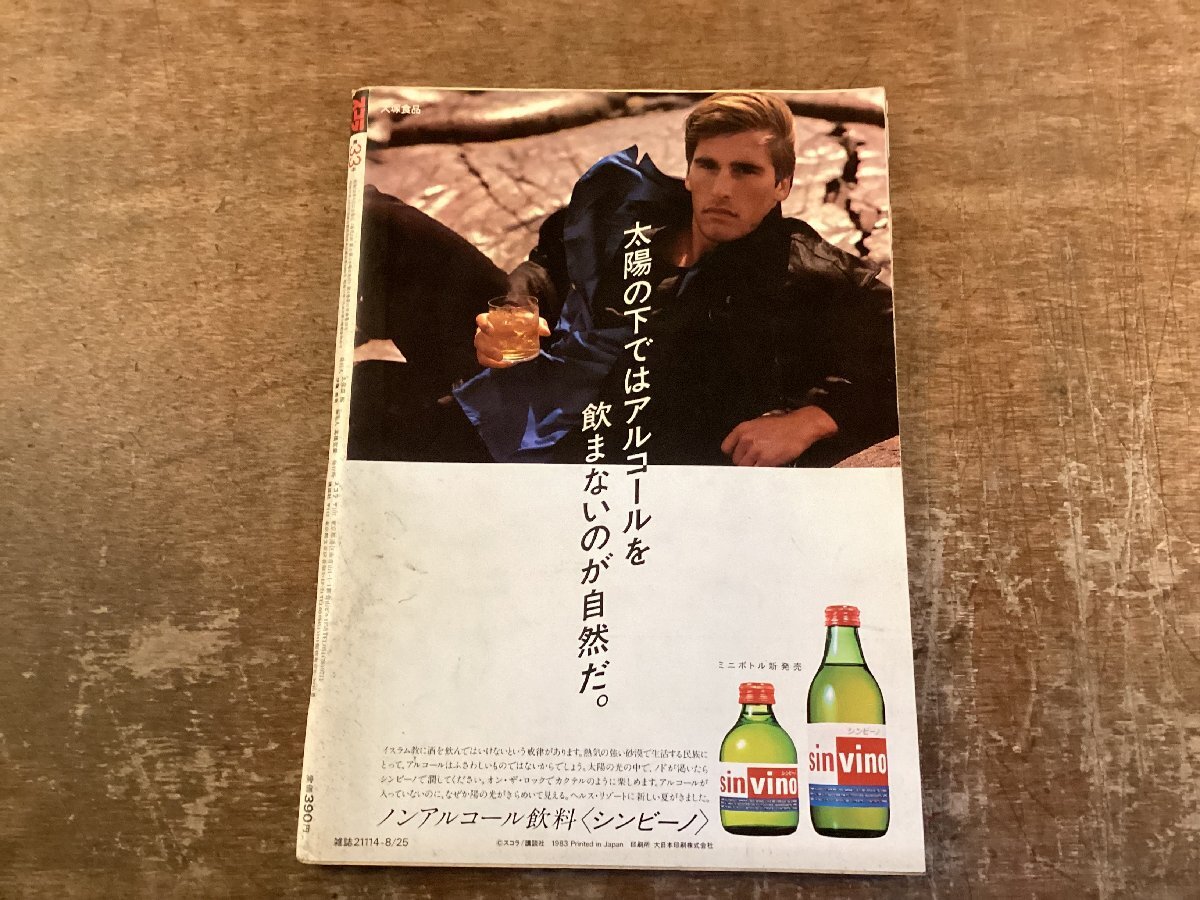 スコラ
33
大塚食品
太陽の下ではアルコールを
飲まないのが自然だ。
ミニボトル新発売
シンビーノ
sin vino
シンビーノ
sin vino
イスラム教に酒を飲んではいけないという戒律があります。熱気の強い砂漠で生活する民族に
とって、アルコールはふさわしいものではないからでしょう。太陽の光の中で、ノドが渇いたら
シンビーノで潤してください。オン・ザ・ロックでカクテルのように楽しめます。アルコールが
入っていないのに、なぜか陽の光がきらめいて見える。ヘルス・リゾートに新しい夏がきました。
ノンアルコール飲料〈シンビーノ〉
定価390円
雑誌21114-8/25
©スコラ/講談社 1983 Printed in Japan 印刷所 大日本印刷株式会社